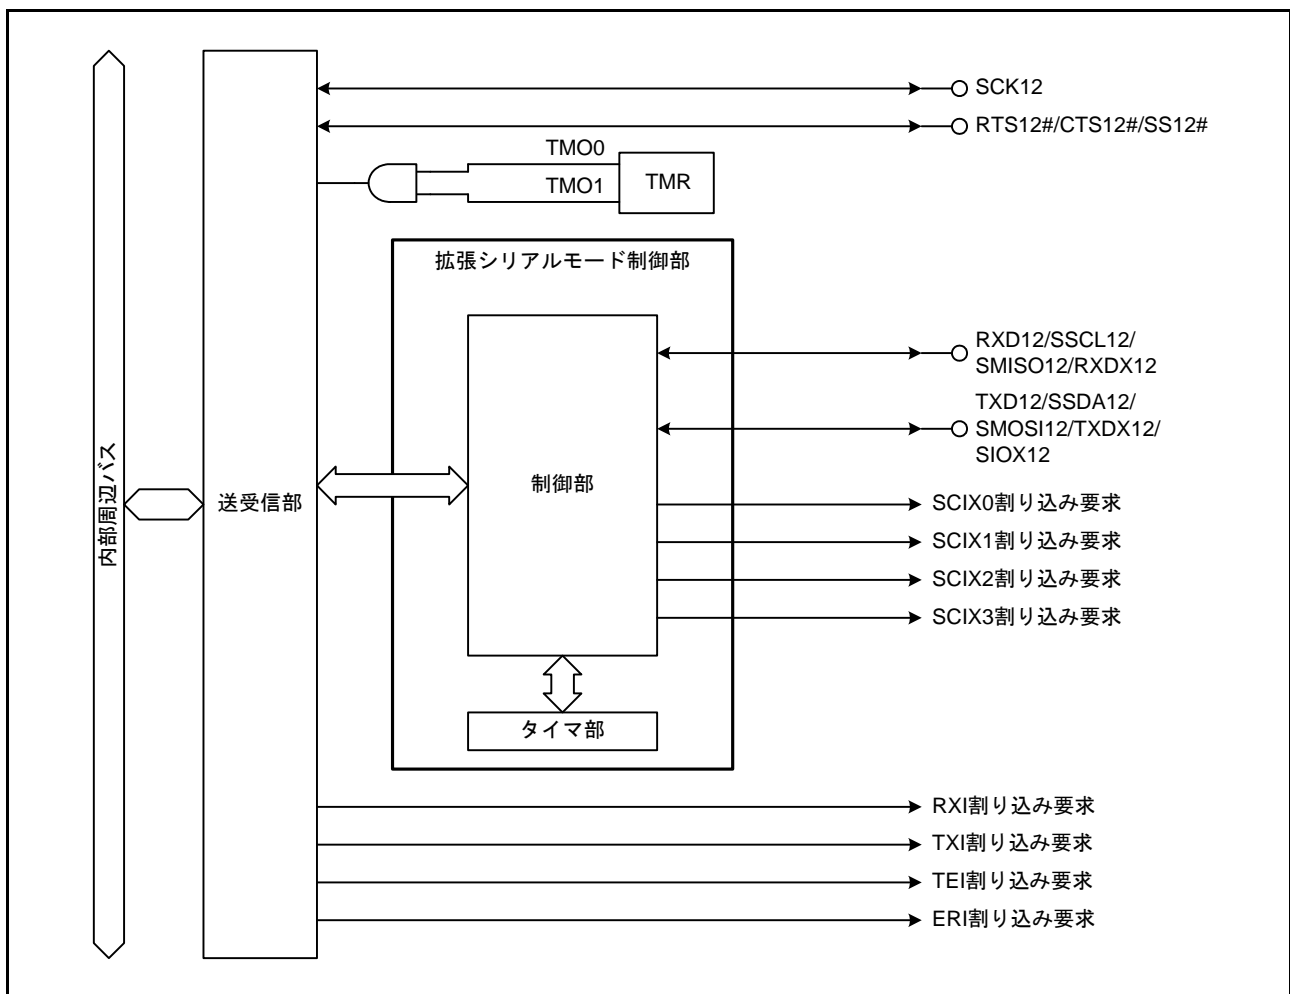 SCK12
RTS12#/CTS12#/SS12#
TMO0
TMO1
TMR
拡張シリアルモード制御部
RXD12/SSCL12/
SMISO12/RXDX12
TXD12/SSDA12/
SMOSI12/TXDX12/
SIOX12
内部周辺バス
送受信部
制御部
SCIX0割り込み要求
SCIX1割り込み要求
SCIX2割り込み要求
SCIX3割り込み要求
タイマ部
RXI割り込み要求
TXI割り込み要求
TEI割り込み要求
ERI割り込み要求